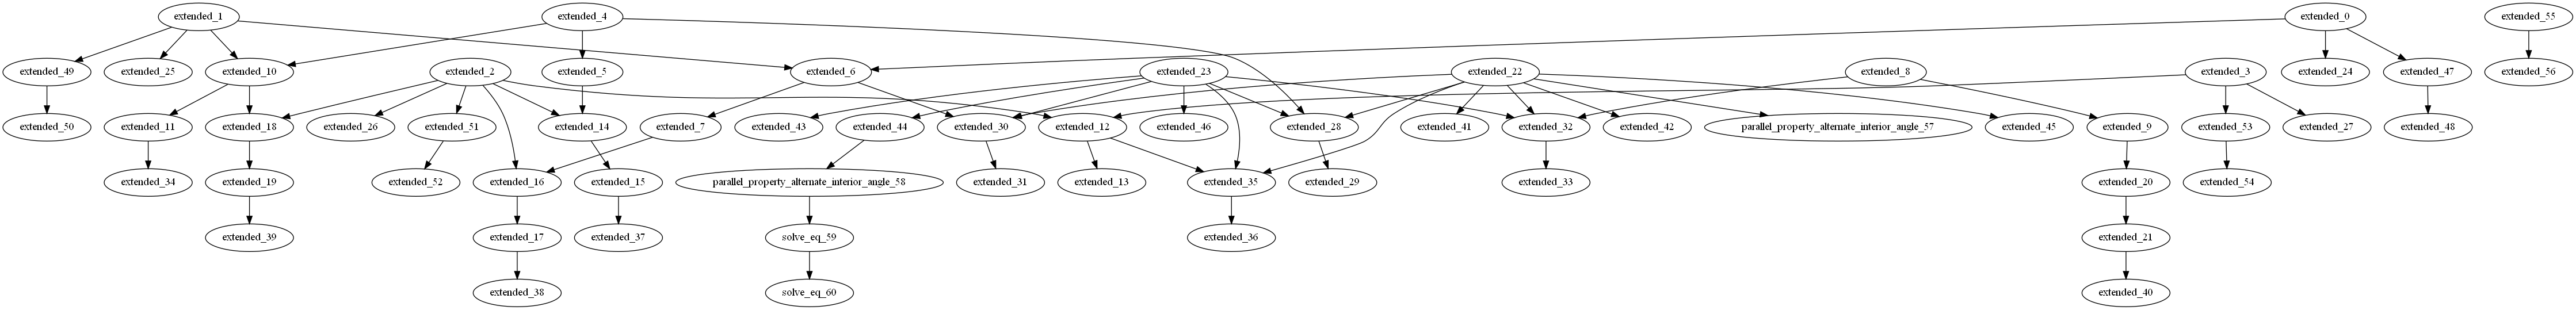 extended_1
extended_4
extended_0
extended_55
extended_49
extended_25
extended_10
extended_2
extended_5
extended_6
extended_23
extended_22
extended_8
extended_3
extended_24
extended_47
extended_56
extended_50
extended_11
extended_18
extended_26
extended_51
extended_14
extended_7
extended_43
extended_44
extended_30
extended_12
extended_46
extended_28
extended_41
extended_32
extended_42
parallel_property_alternate_interior_angle_57
extended_45
extended_9
extended_53
extended_27
extended_48
extended_34
extended_19
extended_52
extended_16
extended_15
parallel_property_alternate_interior_angle_58
extended_31
extended_13
extended_35
extended_29
extended_33
extended_20
extended_54
extended_39
extended_17
extended_37
solve_eq_59
extended_36
extended_21
extended_38
solve_eq_60
extended_40